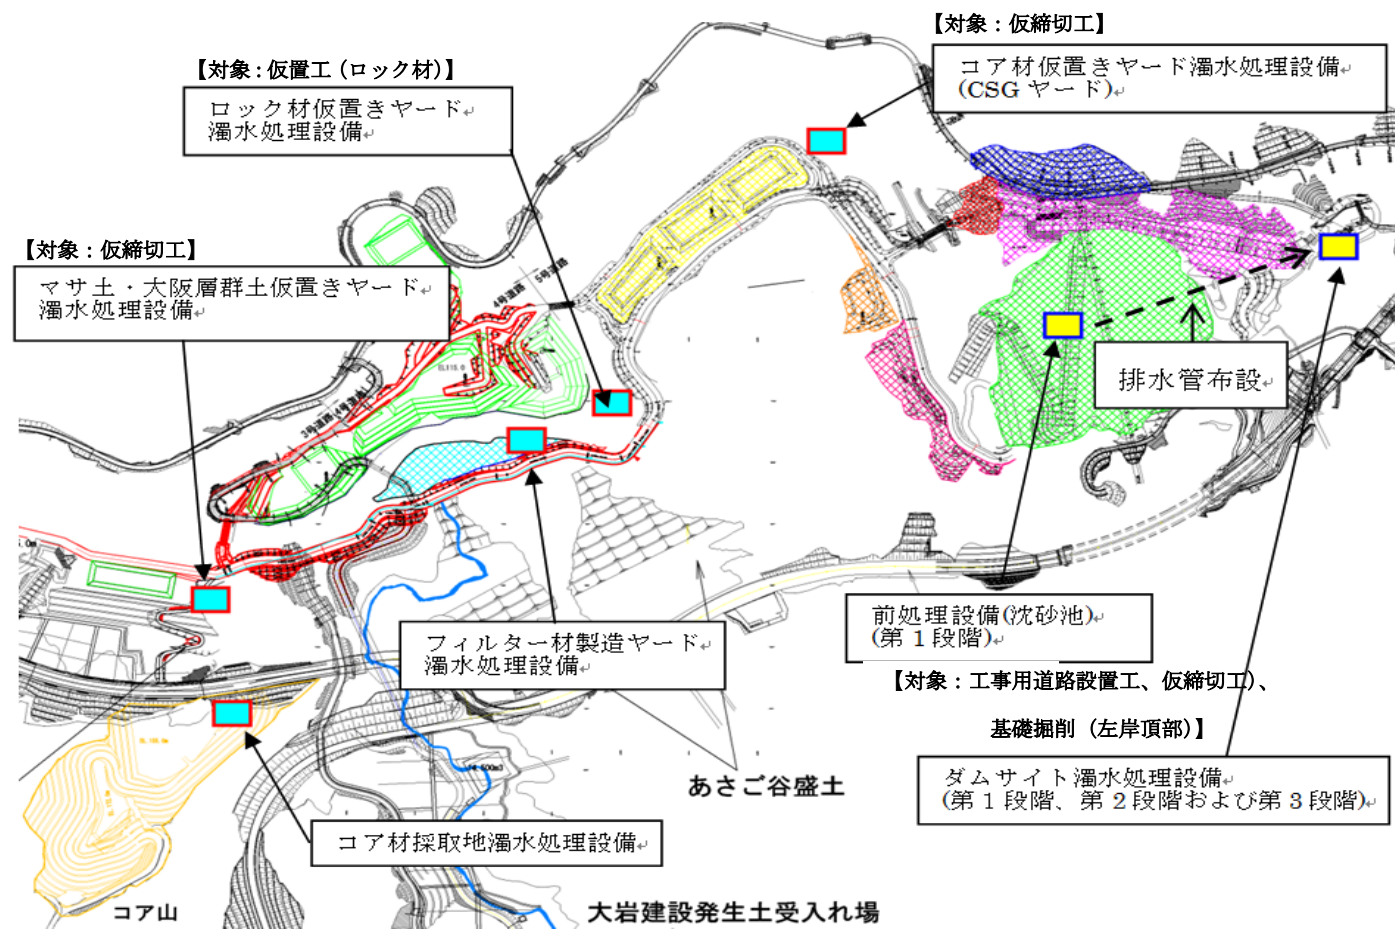 【対象：仮締切工】
コア材仮置きヤード濁水処理設備
(CSG ヤード)
【対象：仮置工（ロック材）】
ロック材仮置きヤード
濁水処理設備
【対象：仮締切工】
マサ土・大阪層群土仮置きヤード
濁水処理設備
5号道路
4号道路
EL115.0
排水管布設
前処理設備(沈砂池)
(第 1 段階)
【対象：工事用道路設置工、仮締切工）、
基礎掘削（左岸頂部）】
フィルター材製造ヤード
濁水処理設備
ダムサイト濁水処理設備
(第 1 段階、第 2 段階および第 3 段階)
あさご谷盛土
コア材採取地濁水処理設備
コア山
大岩建設発生土受入れ場